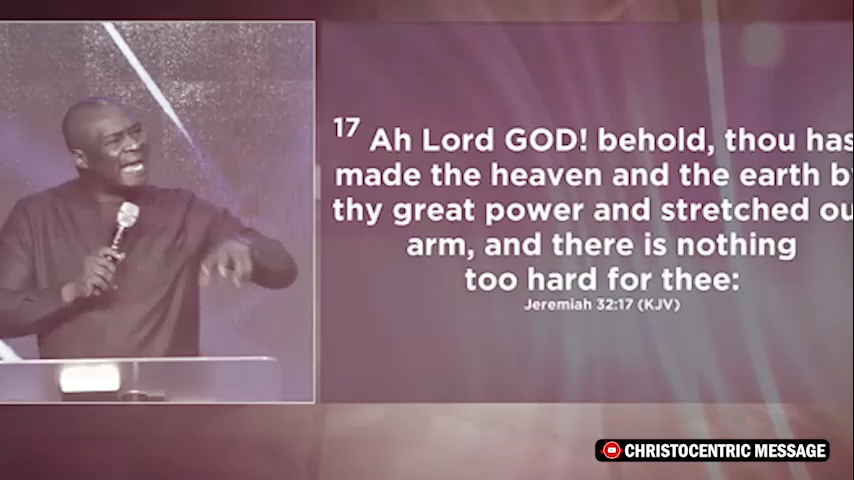 17 Ah Lord GOD! behold, thou has
made the heaven and the earth b
thy great power and stretched ou
arm, and there is nothing
too hard for thee:
Jeremiah 32:17 (KJV)
CHRISTOCENTRIC MESSAGE